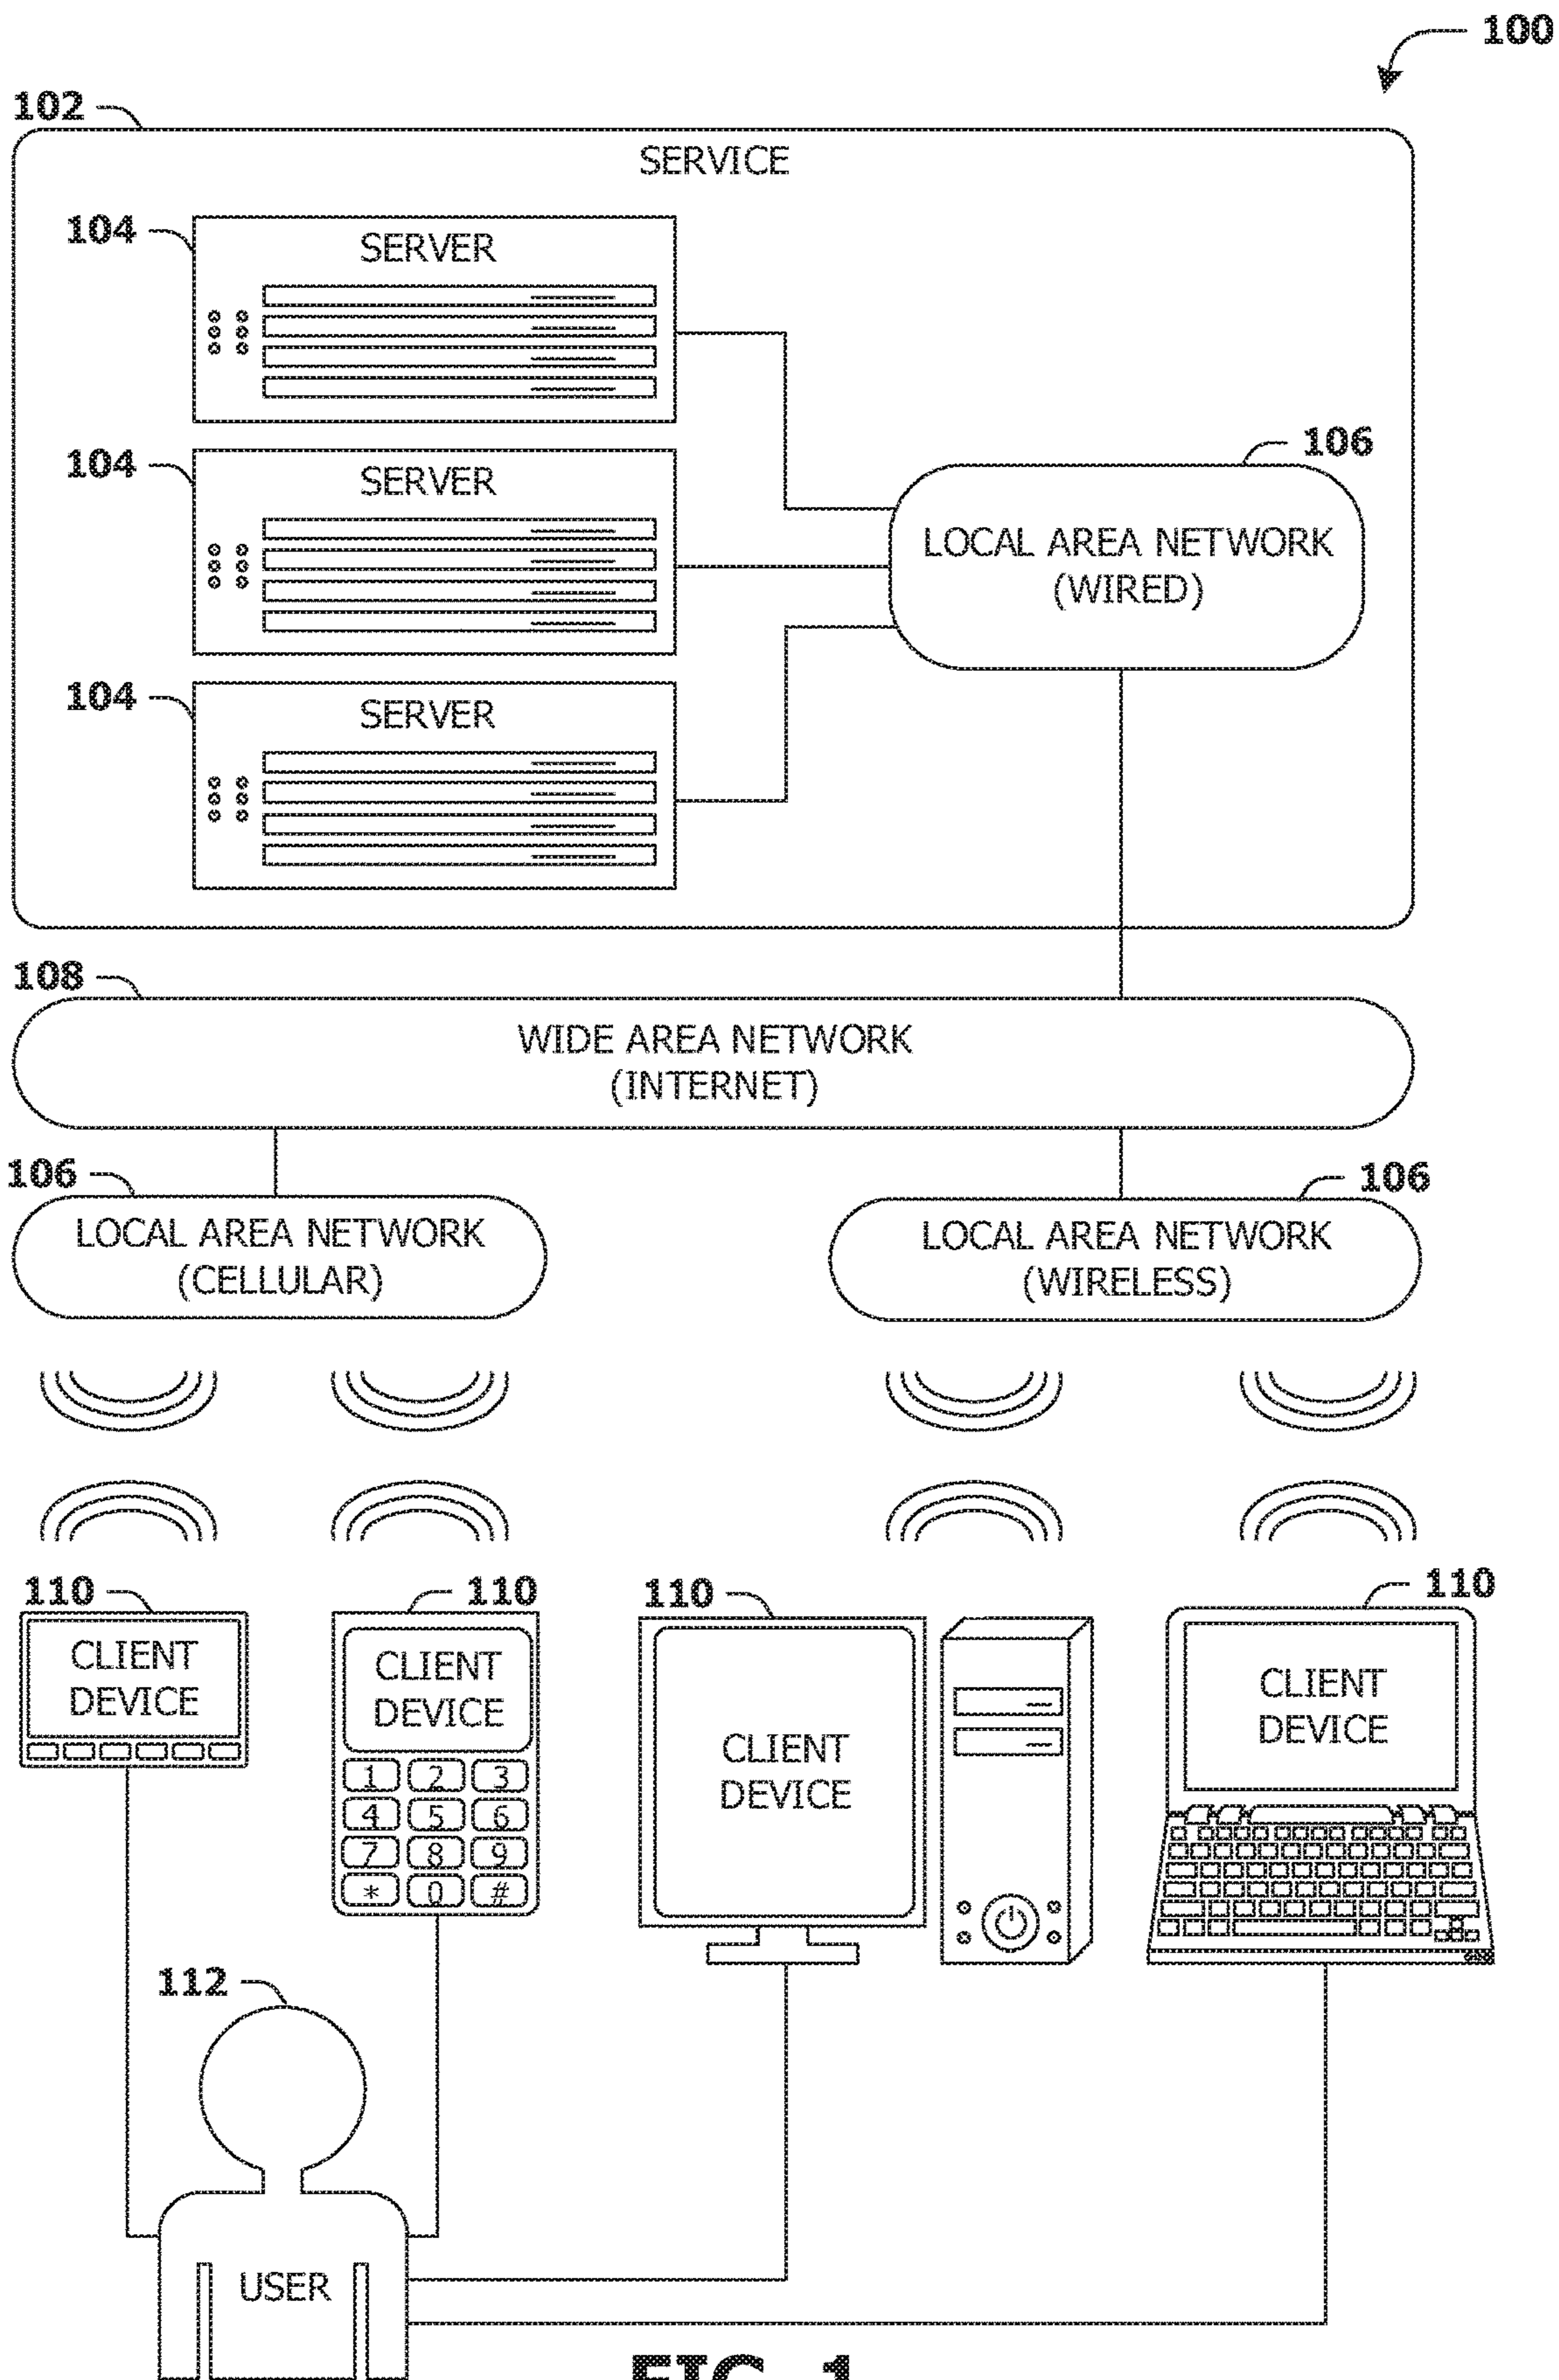 100
102
SERVICE
104
SERVER
104
SERVER
106
LOCAL AREA NETWORK
(WIRED)
104
SERVER
108
WIDE AREA NETWORK
(INTERNET)
106
LOCAL AREA NETWORK
(CELLULAR)
106
LOCAL AREA NETWORK
(WIRELESS)
110
CLIENT
DEVICE
110
CLIENT
DEVICE
1 2 3
4 5 6
7 8 9
* 0 #
110
CLIENT
DEVICE
110
CLIENT
DEVICE
112
USER
FIG. 1